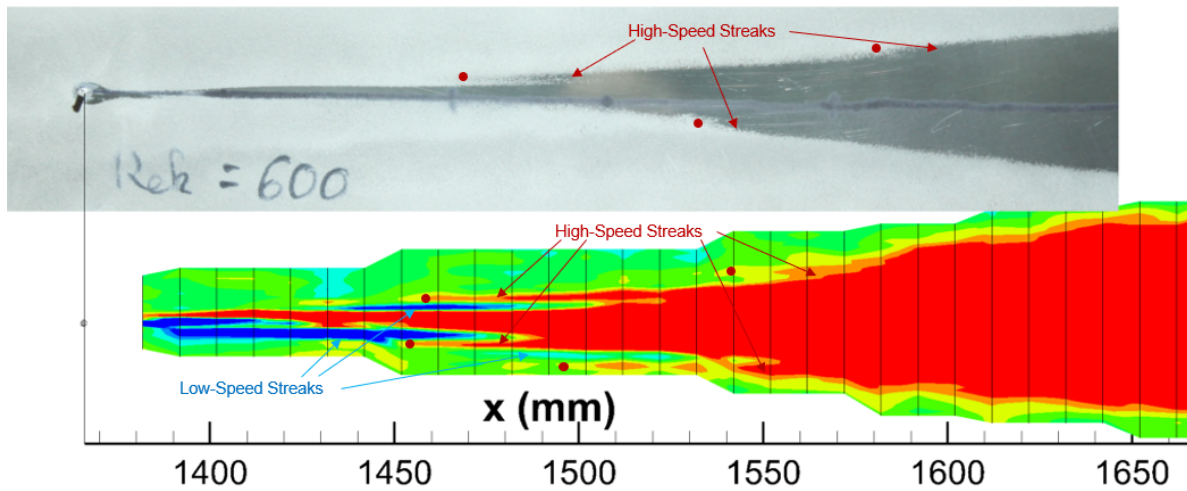 High-Speed Streaks
Rek = 600
High-Speed Streaks
Low-Speed Streaks
x (mm)
1400 1450 1500 1550 1600 1650